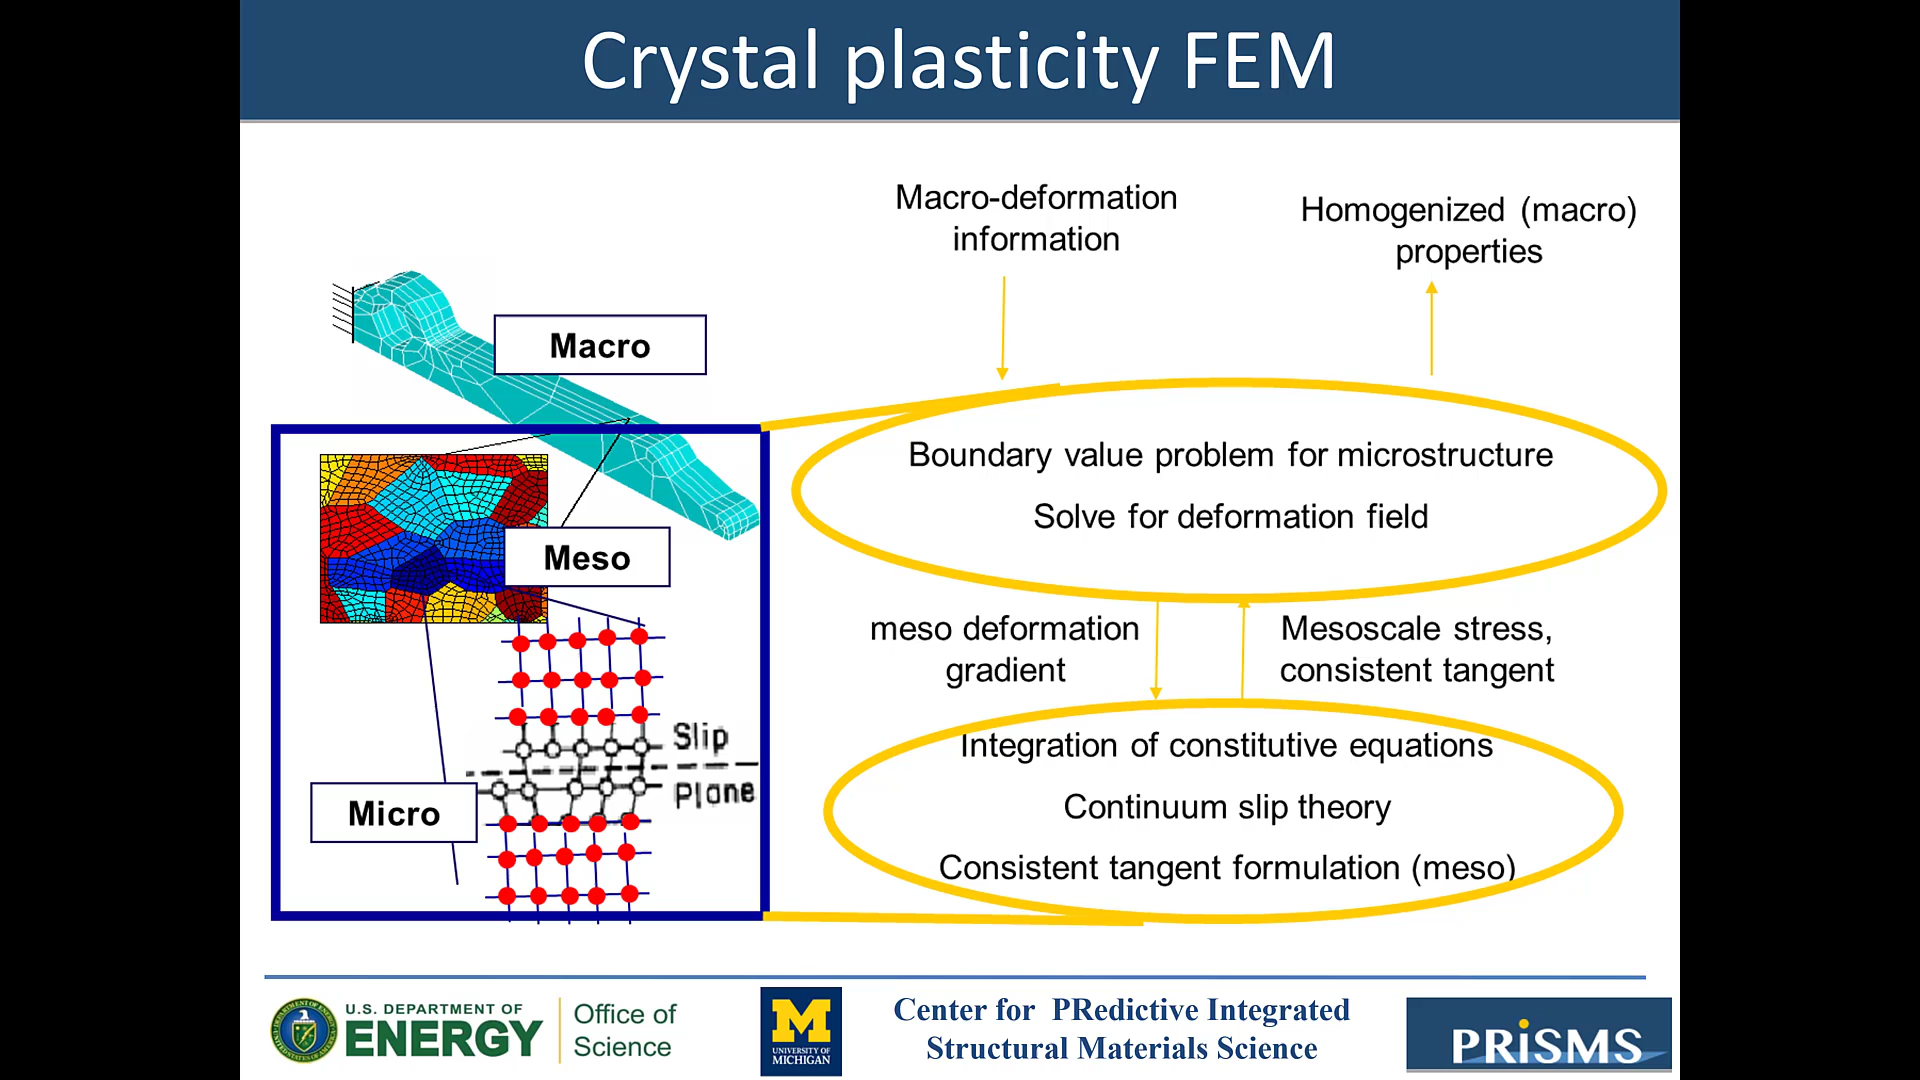 Crystal plasticity FEM
Macro-deformation
information
Homogenized (macro)
properties
Macro
Boundary value problem for microstructure
Solve for deformation field
Meso
meso deformation
gradient
Mesoscale stress,
consistent tangent
Slip
Plane
Micro
Integration of constitutive equations
Continuum slip theory
Consistent tangent formulation (meso)
U.S. DEPARTMENT OF
ENERGY
Office of
Science
M
UNIVERSITY OF
MICHIGAN
Center for PRedictive Integrated
Structural Materials Science
PRiSMS